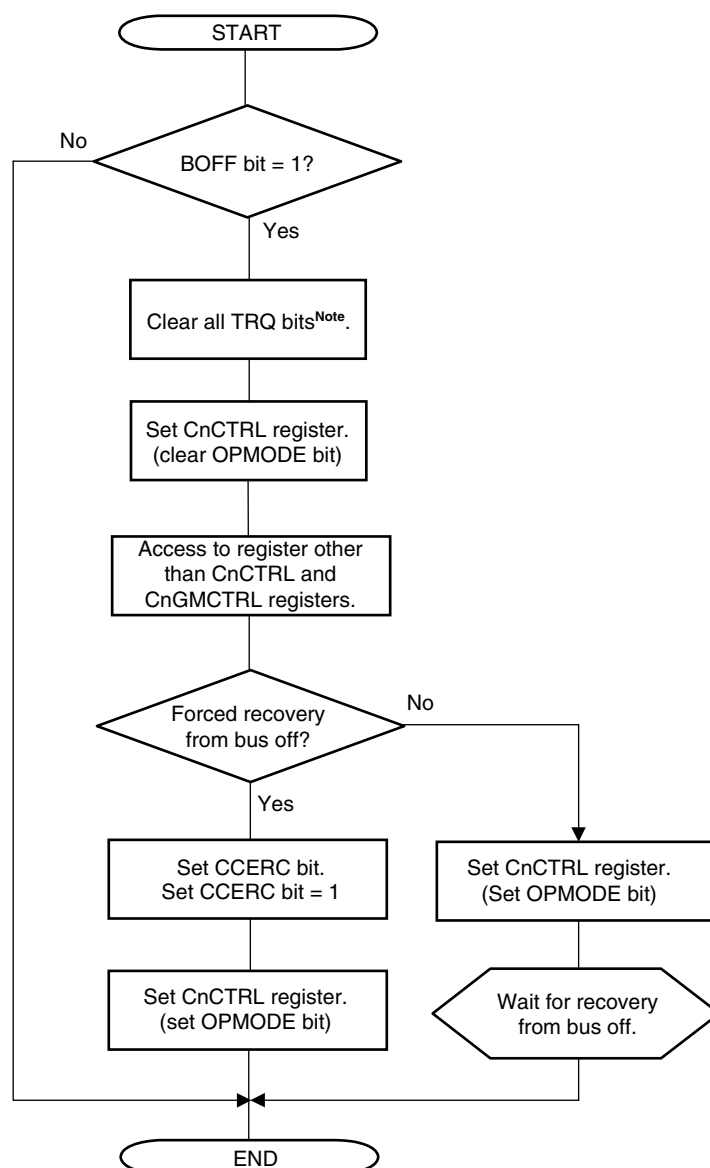 START
No
BOFF bit = 1?
Yes
Clear all TRQ bitsNote.
Set CnCTRL register.
(clear OPMODE bit)
Access to register other
than CnCTRL and
CnGMCTRL registers.
Forced recovery
from bus off?
No
Yes
Set CCERC bit.
Set CCERC bit = 1
Set CnCTRL register.
(Set OPMODE bit)
Set CnCTRL register.
(set OPMODE bit)
Wait for recovery
from bus off.
END